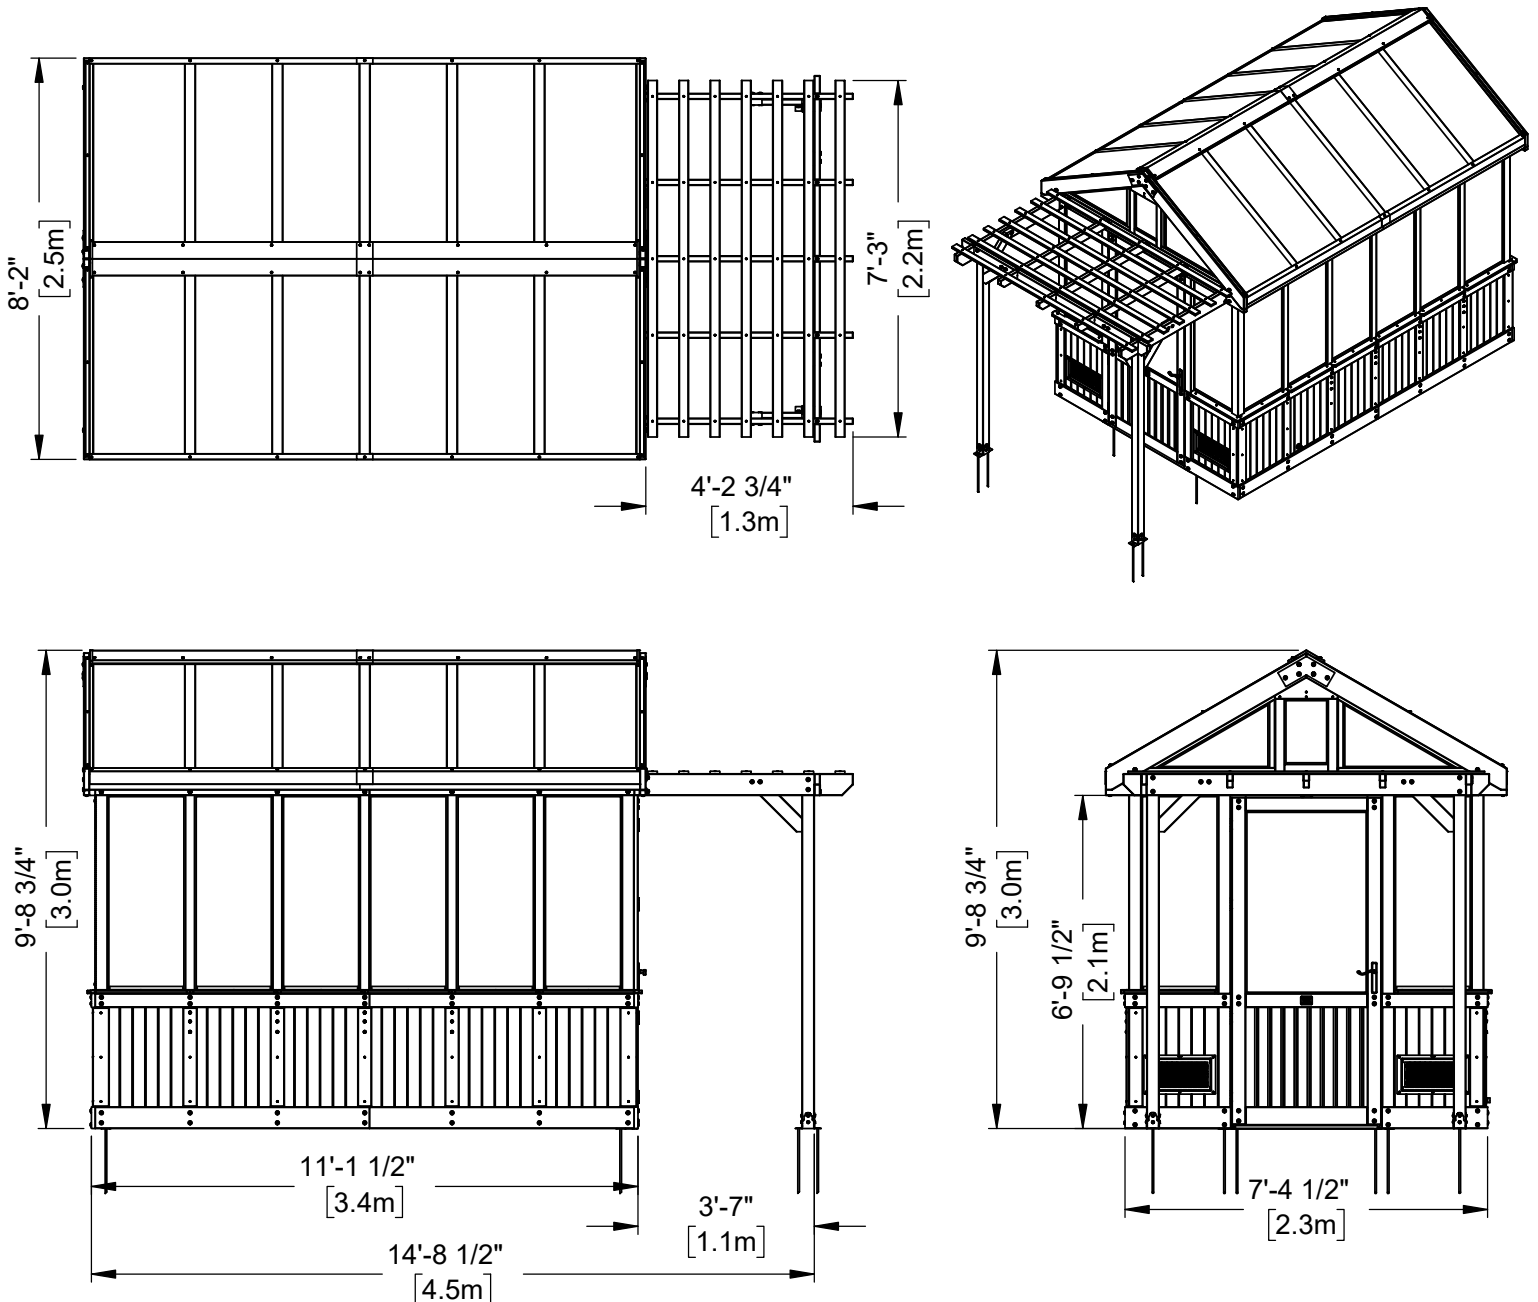 8'-2"
[2.5m]
7'-3"
[2.2m]
4'-2 3/4"
[1.3m]
9'-8 3/4"
[3.0m]
11'-1 1/2"
[3.4m]
3'-7"
[1.1m]
14'-8 1/2"
[4.5m]
9'-8 3/4"
[3.0m]
6'-9 1/2"
[2.1m]
7'-4 1/2"
[2.3m]